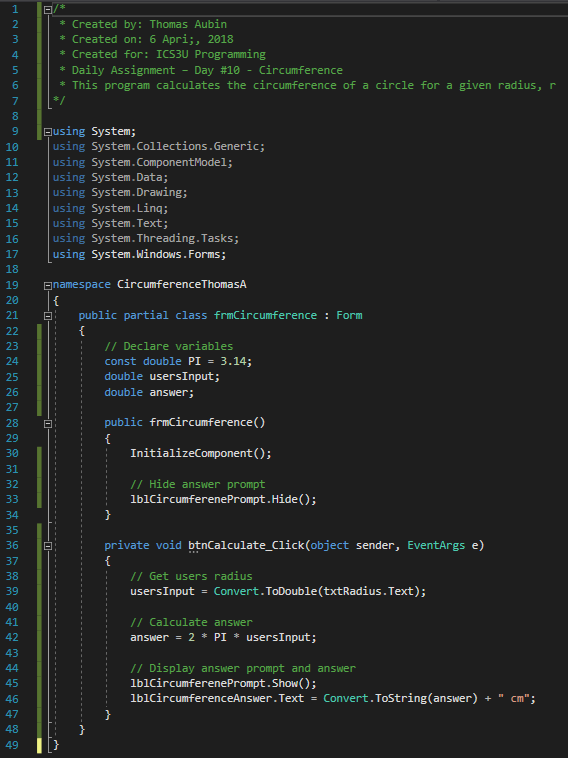 1 /*
2  * Created by: Thomas Aubin
3  * Created on: 6 Apri;, 2018
4  * Created for: ICS3U Programming
5  * Daily Assignment – Day #10 - Circumference
6  * This program calculates the circumference of a circle for a given radius, r
7 */
8
9 using System;
10 using System.Collections.Generic;
11 using System.ComponentModel;
12 using System.Data;
13 using System.Drawing;
14 using System.Linq;
15 using System.Text;
16 using System.Threading.Tasks;
17 using System.Windows.Forms;
18
19 namespace CircumferenceThomasA
20 {
21     public partial class frmCircumference : Form
22     {
23         // Declare variables
24         const double PI = 3.14;
25         double usersInput;
26         double answer;
27
28         public frmCircumference()
29         {
30             InitializeComponent();
31
32             // Hide answer prompt
33             lblCircumferenePrompt.Hide();
34         }
35
36         private void btnCalculate_Click(object sender, EventArgs e)
37         {
38             // Get users radius
39             usersInput = Convert.ToDouble(txtRadius.Text);
40
41             // Calculate answer
42             answer = 2 * PI * usersInput;
43
44             // Display answer prompt and answer
45             lblCircumferenePrompt.Show();
46             lblCircumferenceAnswer.Text = Convert.ToString(answer) + " cm";
47         }
48     }
49 }